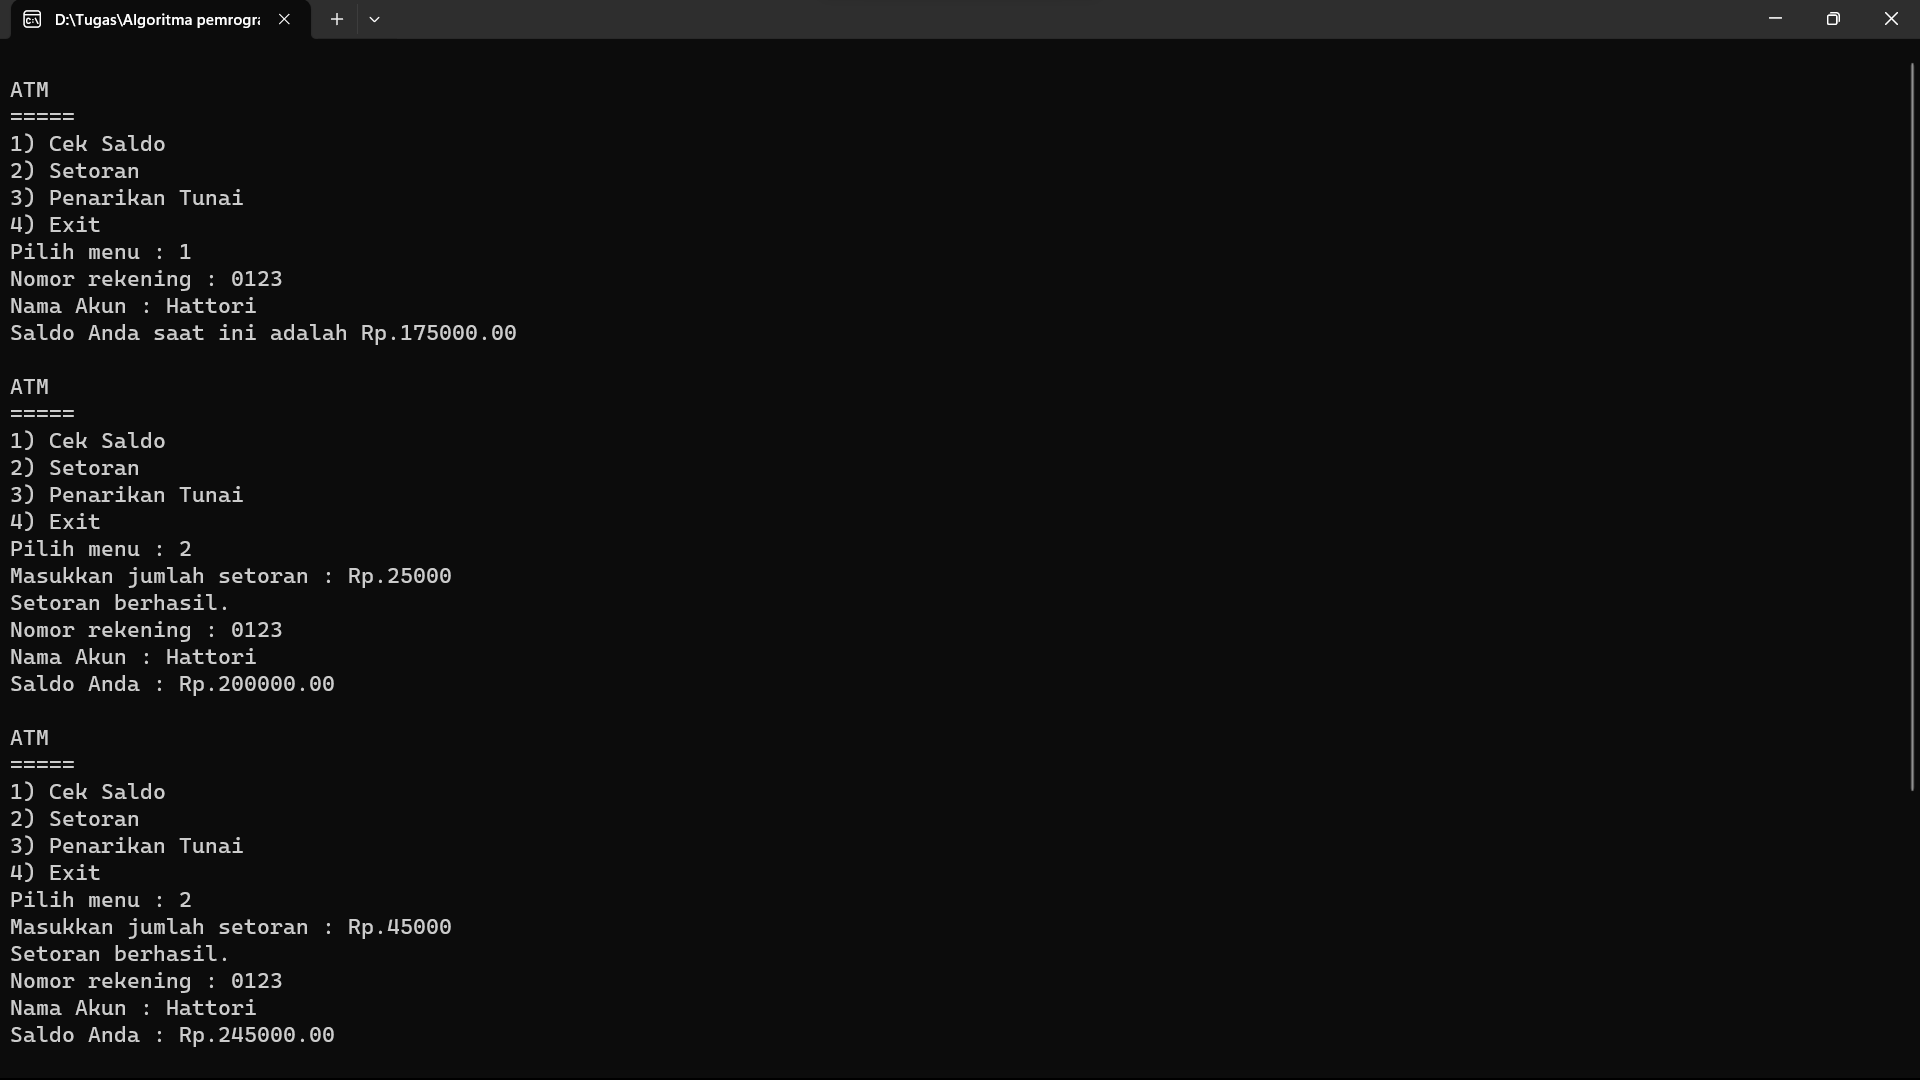 D:\Tugas\Algoritma pemrogra
ATM
=====
1) Cek Saldo
2) Setoran
3) Penarikan Tunai
4) Exit
Pilih menu : 1
Nomor rekening : 0123
Nama Akun : Hattori
Saldo Anda saat ini adalah Rp.175000.00
ATM
=====
1) Cek Saldo
2) Setoran
3) Penarikan Tunai
4) Exit
Pilih menu : 2
Masukkan jumlah setoran : Rp.25000
Setoran berhasil.
Nomor rekening : 0123
Nama Akun : Hattori
Saldo Anda : Rp.200000.00
ATM
=====
1) Cek Saldo
2) Setoran
3) Penarikan Tunai
4) Exit
Pilih menu : 2
Masukkan jumlah setoran : Rp.45000
Setoran berhasil.
Nomor rekening : 0123
Nama Akun : Hattori
Saldo Anda : Rp.245000.00